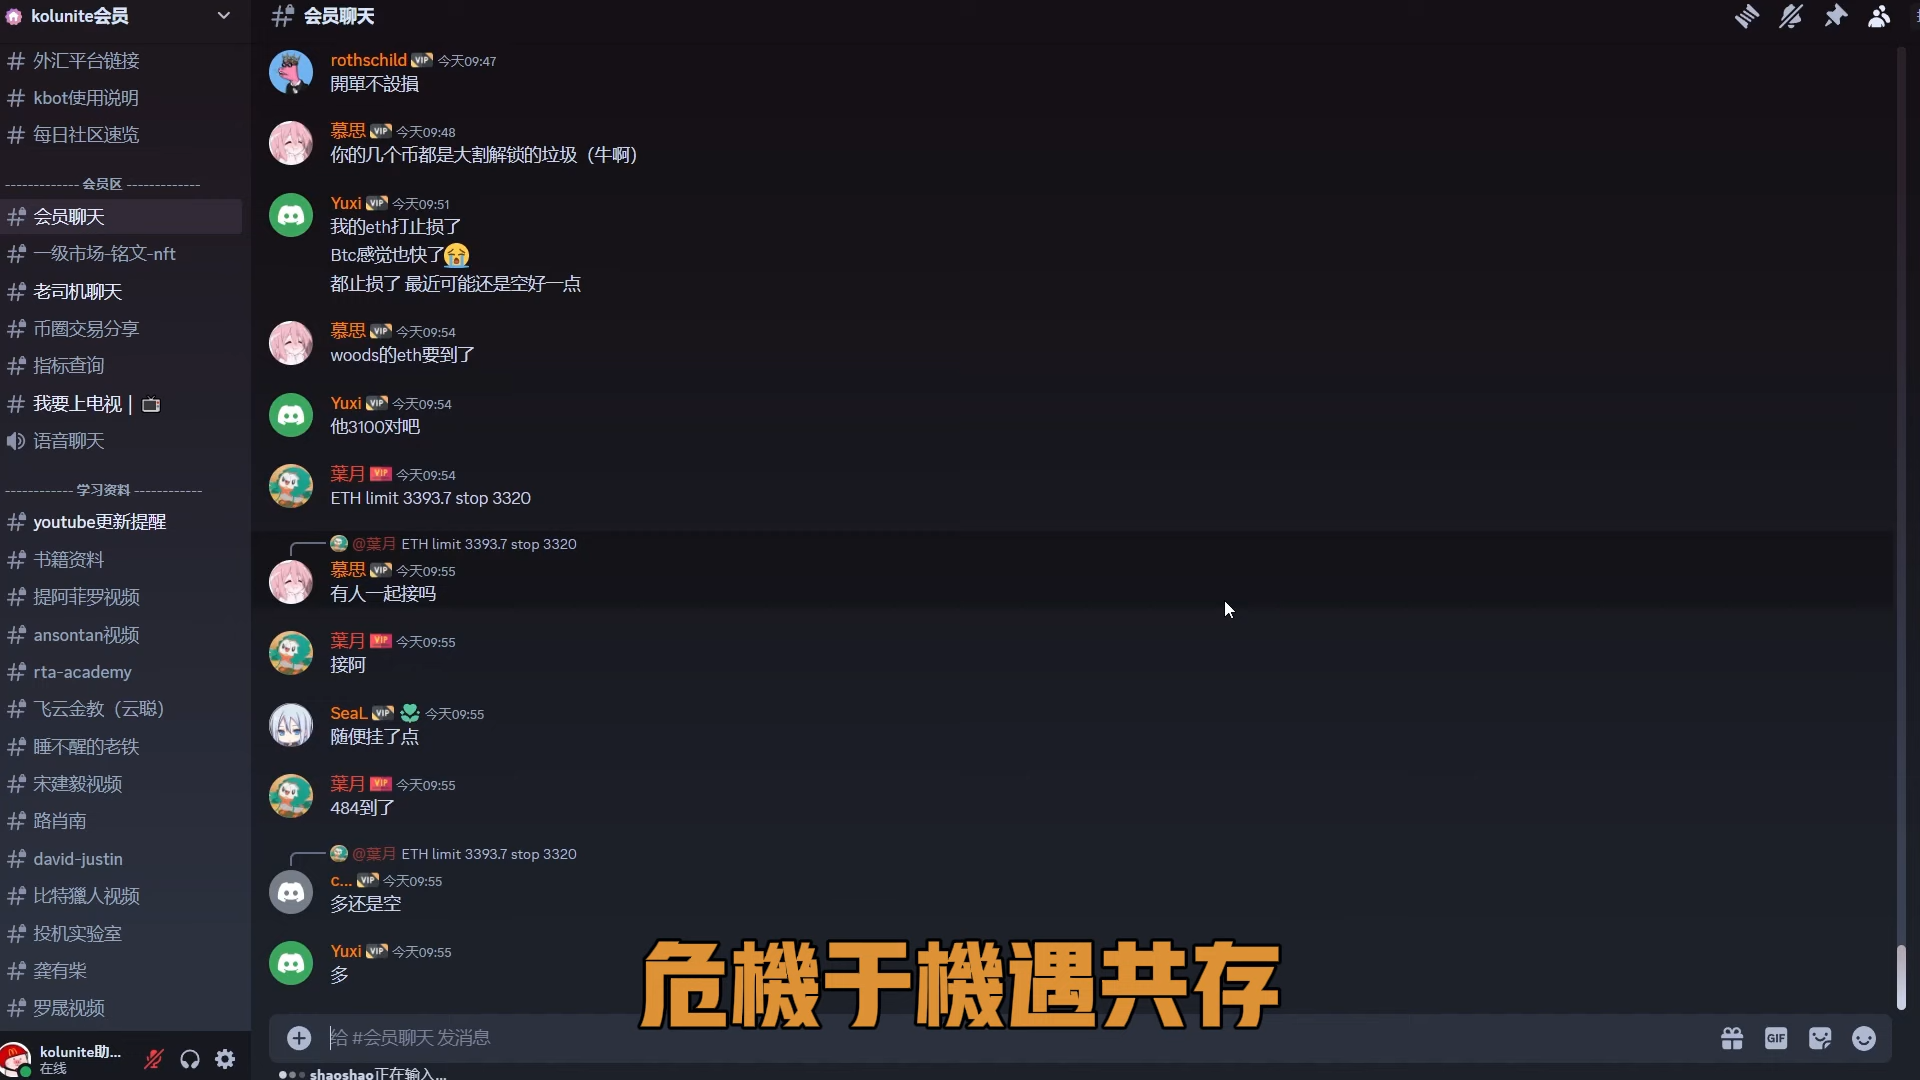 kolunite会员
外汇平台链接
kbot使用说明
每日社区速览
------------- 会员区 -------------
会员聊天
一级市场-铭文-nft
老司机聊天
币圈交易分享
指标查询
我要上电视 |
语音聊天
------------ 学习资料 ------------
youtube更新提醒
书籍资料
提阿菲罗视频
ansontan视频
rta-academy
飞云金教（云聪）
睡不醒的老铁
宋建毅视频
路肖南
david-justin
比特獵人视频
投机实验室
龚有柴
罗晟视频
kolunite助...
在线
会员聊天
rothschild VIP 今天09:47
開單不設損
慕思 VIP 今天09:48
你的几个币都是大割解锁的垃圾（牛啊）
Yuxi VIP 今天09:51
我的eth打止损了
Btc感觉也快了
都止损了 最近可能还是空好一点
慕思 VIP 今天09:54
woods的eth要到了
Yuxi VIP 今天09:54
他3100对吧
葉月 VIP 今天09:54
ETH limit 3393.7 stop 3320
@葉月 ETH limit 3393.7 stop 3320
慕思 VIP 今天09:55
有人一起接吗
葉月 VIP 今天09:55
接阿
SeaL VIP 今天09:55
随便挂了点
葉月 VIP 今天09:55
484到了
@葉月 ETH limit 3393.7 stop 3320
c... VIP 今天09:55
多还是空
Yuxi VIP 今天09:55
多
危機于機遇共存
给 #会员聊天 发消息
GIF
shaoshao正在输入...